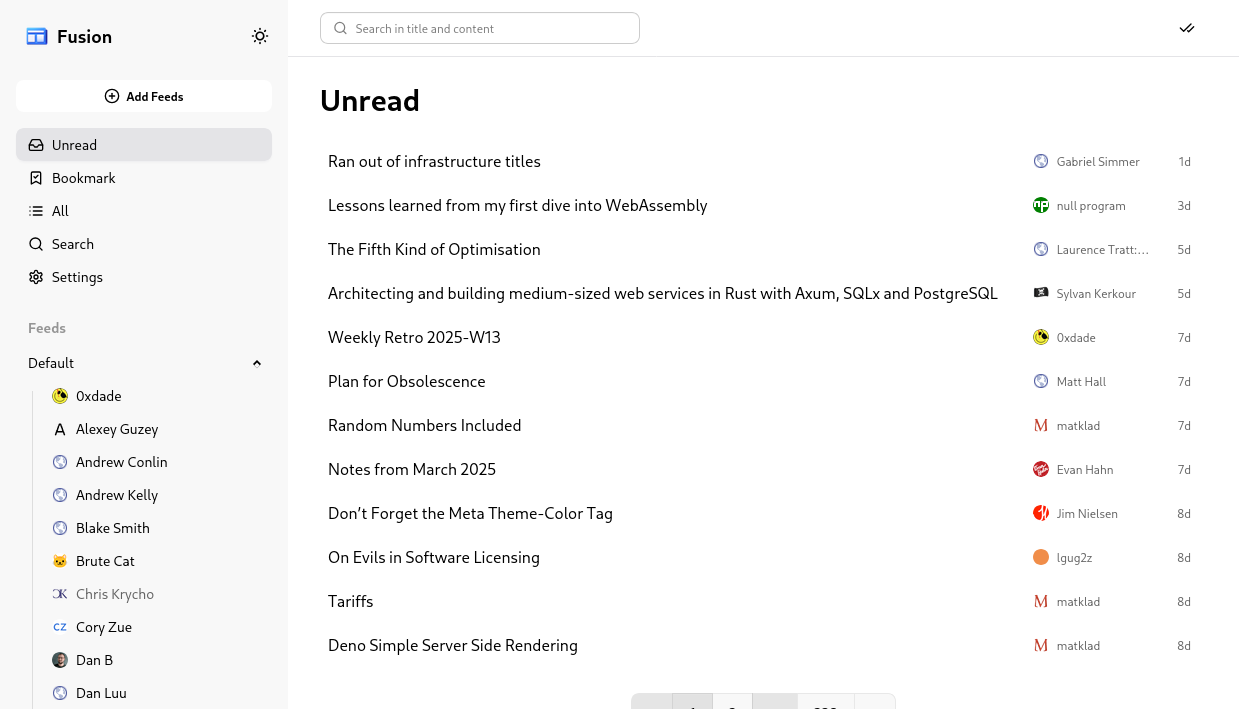 Fusion
Add Feeds
Unread
Bookmark
All
Search
Settings
Feeds
Default
0xdade
Alexey Guzey
Andrew Conlin
Andrew Kelly
Blake Smith
Brute Cat
Chris Krycho
CZ Cory Zue
Dan B
Dan Luu
Search in title and content
Unread
Ran out of infrastructure titles Gabriel Simmer 1d
Lessons learned from my first dive into WebAssembly null program 3d
The Fifth Kind of Optimisation Laurence Tratt:... 5d
Architecting and building medium-sized web services in Rust with Axum, SQLx and PostgreSQL Sylvan Kerkour 5d
Weekly Retro 2025-W13 0xdade 7d
Plan for Obsolescence Matt Hall 7d
Random Numbers Included M matklad 7d
Notes from March 2025 Evan Hahn 7d
Don’t Forget the Meta Theme-Color Tag Jim Nielsen 8d
On Evils in Software Licensing lgug2z 8d
Tariffs M matklad 8d
Deno Simple Server Side Rendering M matklad 8d